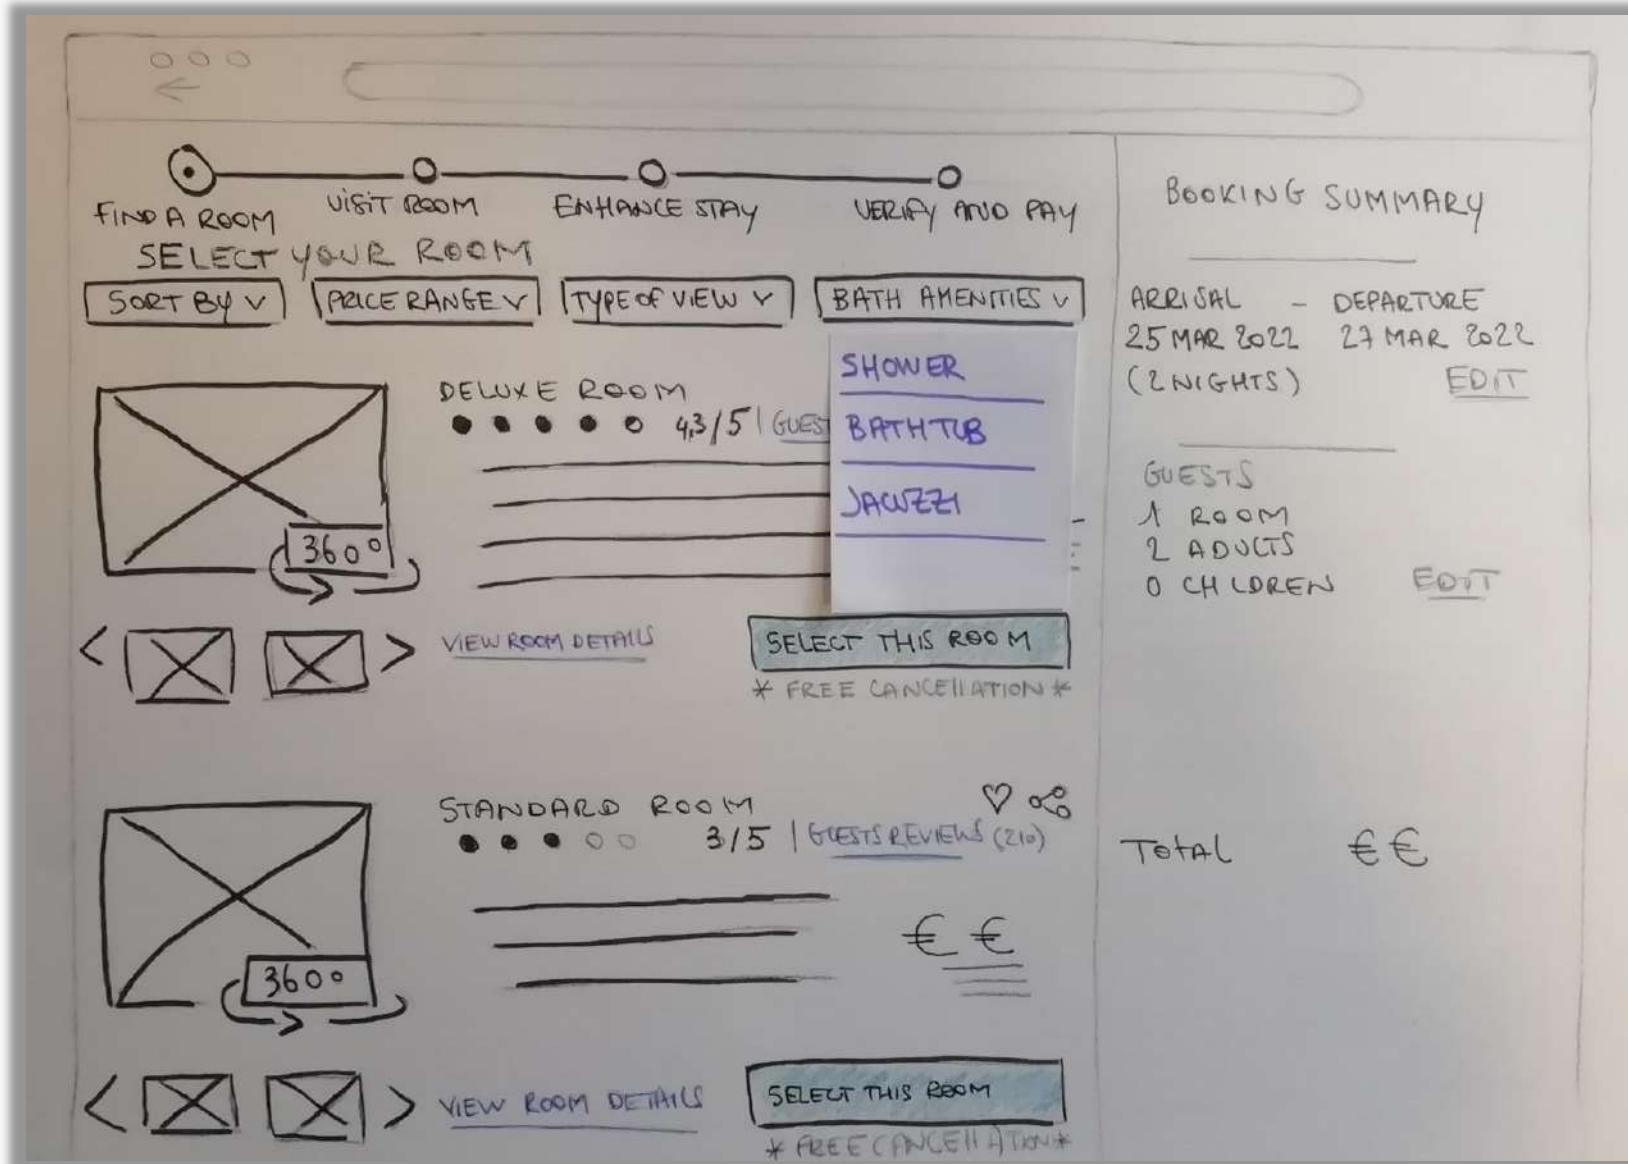 FIND A ROOM
VISIT ROOM
ENHANCE STAY
VERIFY AND PAY
SELECT YOUR ROOM
SORT BY
PRICE RANGE
TYPE OF VIEW
BATH AMENITIES
SHOWER
BATHTUB
JACUZZI
DELUXE ROOM
4,3/5 | GUEST
360°
VIEW ROOM DETAILS
SELECT THIS ROOM
* FREE CANCELLATION *
STANDARD ROOM
3/5 | GUESTS REVIEWS (210)
€ €
360°
VIEW ROOM DETAILS
SELECT THIS ROOM
* FREE CANCELLATION *
BOOKING SUMMARY
ARRISAL - DEPARTURE
25 MAR 2022 27 MAR 2022
(2 NIGHTS) EDIT
GUESTS
1 ROOM
2 ADULTS
0 CHLDREN EDIT
TOTAL € €